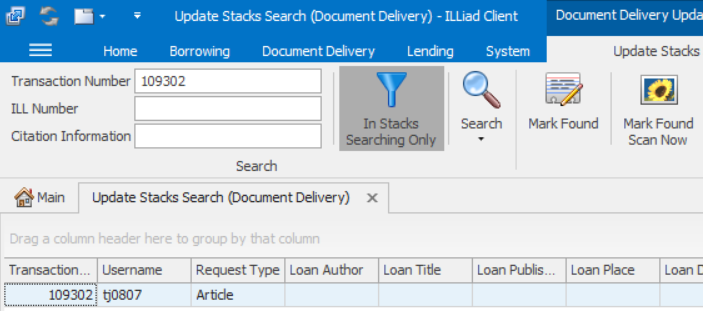 Update Stacks Search (Document Delivery) - ILLiad Client
Document Delivery Upda
Home Borrowing Document Delivery Lending System Update Stacks
Transaction Number 109302
ILL Number
Citation Information
In Stacks
Searching Only
Search
Mark Found
Mark Found
Scan Now
Search
Main
Update Stacks Search (Document Delivery)
Drag a column header here to group by that column
Transaction... Username Request Type Loan Author Loan Title Loan Publis... Loan Place Loan D
109302 tj0807 Article